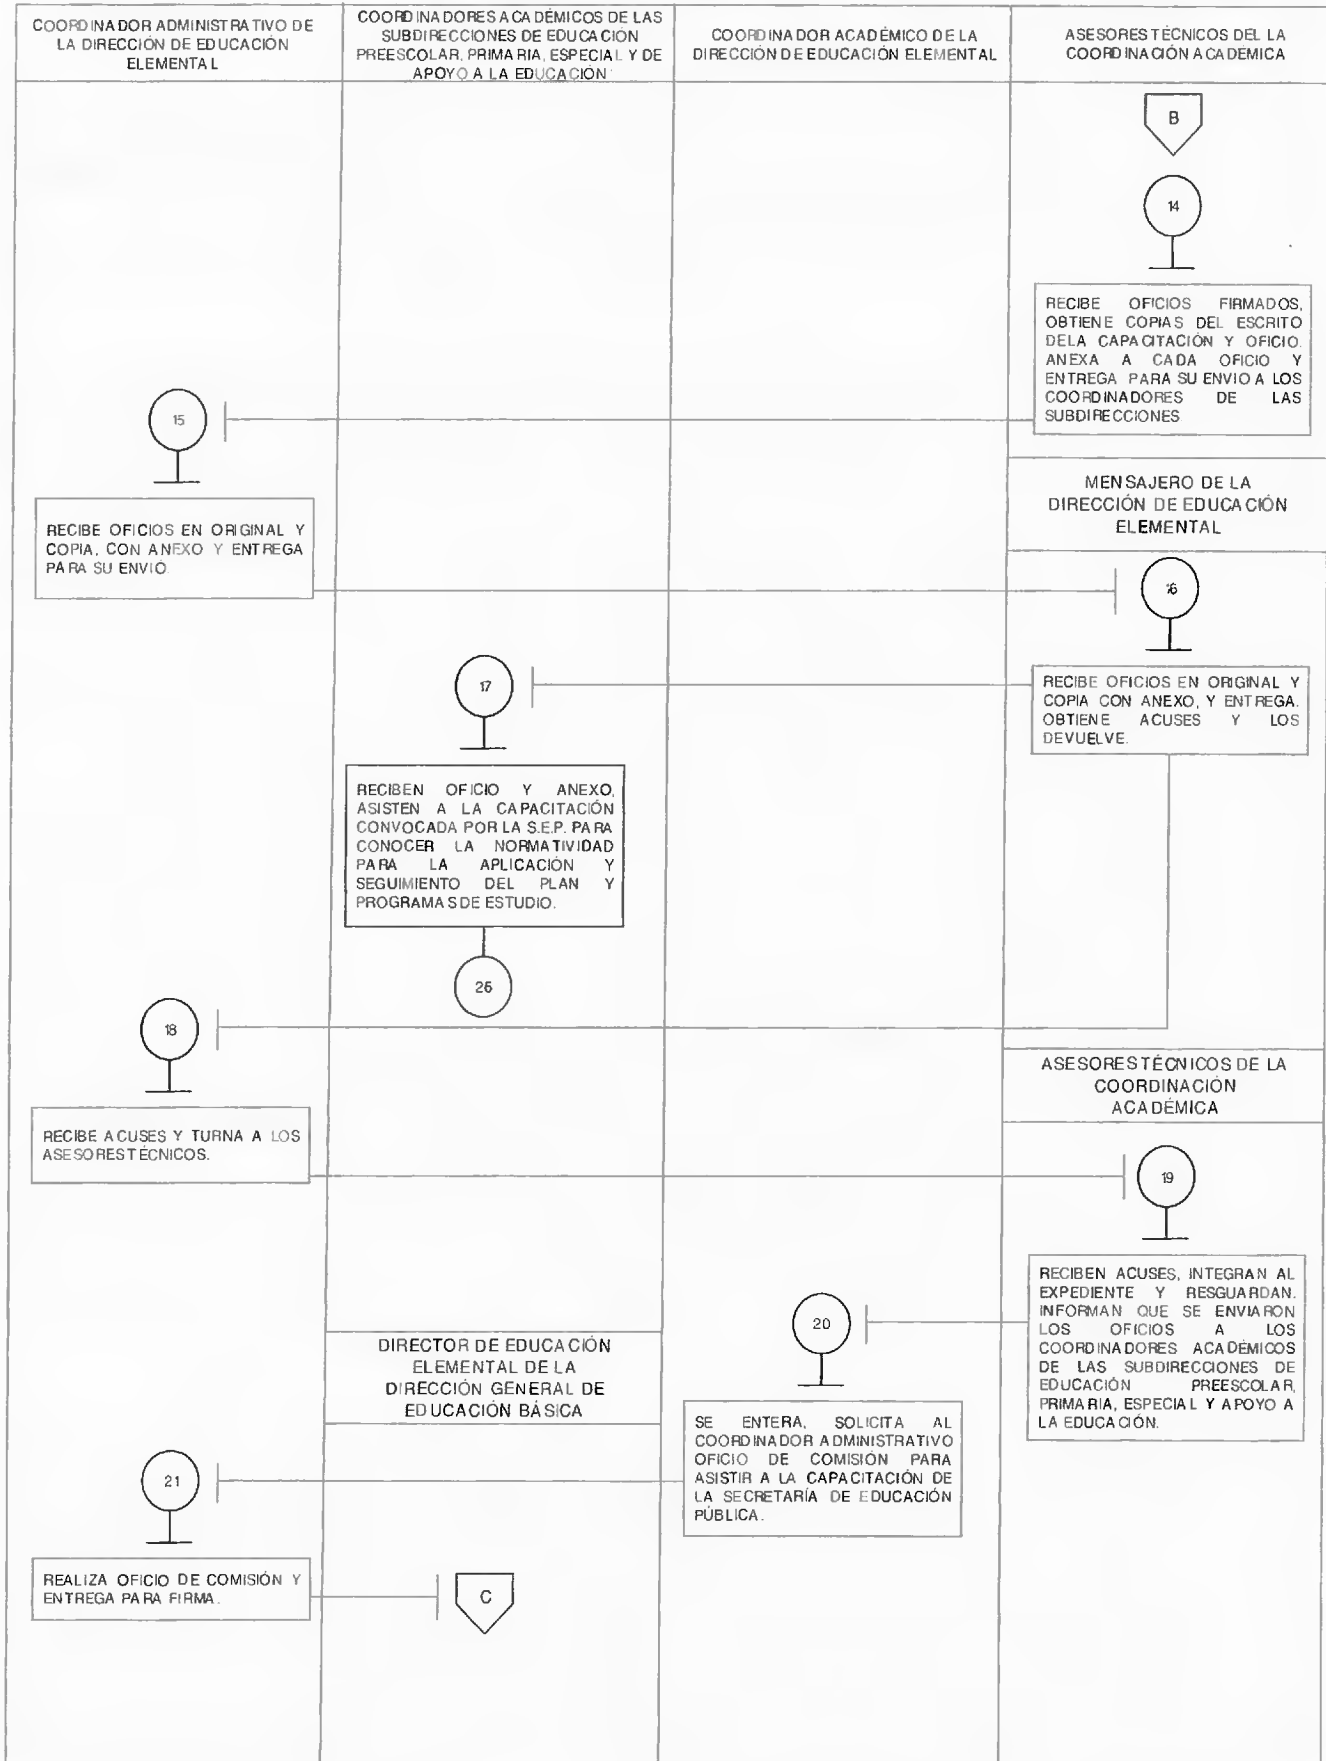 COORDINADOR ADMINISTRATIVO DE
LA DIRECCIÓN DE EDUCACIÓN
ELEMENTAL
COORDINADORES ACADÉMICOS DE LAS
SUBDIRECCIONES DE EDUCACIÓN
PREESCOLAR, PRIMARIA, ESPECIAL Y DE
APOYO A LA EDUCACIÓN
COORDINADOR ACADÉMICO DE LA
DIRECCIÓN DE EDUCACIÓN ELEMENTAL
ASESORES TÉCNICOS DEL LA
COORDINACIÓN ACADÉMICA
B
14
RECIBE OFICIOS FIRMADOS,
OBTIENE COPIAS DEL ESCRITO
DELA CAPACITACIÓN Y OFICIO.
ANEXA A CADA OFICIO Y
ENTREGA PARA SU ENVIO A LOS
COORDINADORES DE LAS
SUBDIRECCIONES
15
RECIBE OFICIOS EN ORIGINAL Y
COPIA, CON ANEXO Y ENTREGA
PARA SU ENVIÓ.
MENSAJERO DE LA
DIRECCIÓN DE EDUCACIÓN
ELEMENTAL
16
RECIBE OFICIOS EN ORIGINAL Y
COPIA CON ANEXO, Y ENTREGA.
OBTIENE ACUSES Y LOS
DEVUELVE.
17
RECIBEN OFICIO Y ANEXO,
ASISTEN A LA CAPACITACIÓN
CONVOCADA POR LA S.E.P. PARA
CONOCER LA NORMATIVIDAD
PARA LA APLICACIÓN Y
SEGUIMIENTO DEL PLAN Y
PROGRAMAS DE ESTUDIO.
26
18
RECIBE ACUSES Y TURNA A LOS
ASESORES TÉCNICOS.
ASESORES TÉCNICOS DE LA
COORDINACIÓN
ACADÉMICA
19
RECIBEN ACUSES, INTEGRAN AL
EXPEDIENTE Y RESGUARDAN.
INFORMAN QUE SE ENVIARON
LOS OFICIOS A LOS
COORDINADORES ACADÉMICOS
DE LAS SUBDIRECCIONES DE
EDUCACIÓN PREESCOLAR,
PRIMARIA, ESPECIAL Y APOYO A
LA EDUCACIÓN.
20
SE ENTERA, SOLICITA AL
COORDINADOR ADMINISTRATIVO
OFICIO DE COMISIÓN PARA
ASISTIR A LA CAPACITACIÓN DE
LA SECRETARÍA DE EDUCACIÓN
PÚBLICA.
DIRECTOR DE EDUCACIÓN
ELEMENTAL DE LA
DIRECCIÓN GENERAL DE
EDUCACIÓN BÁSICA
21
REALIZA OFICIO DE COMISIÓN Y
ENTREGA PARA FIRMA.
C